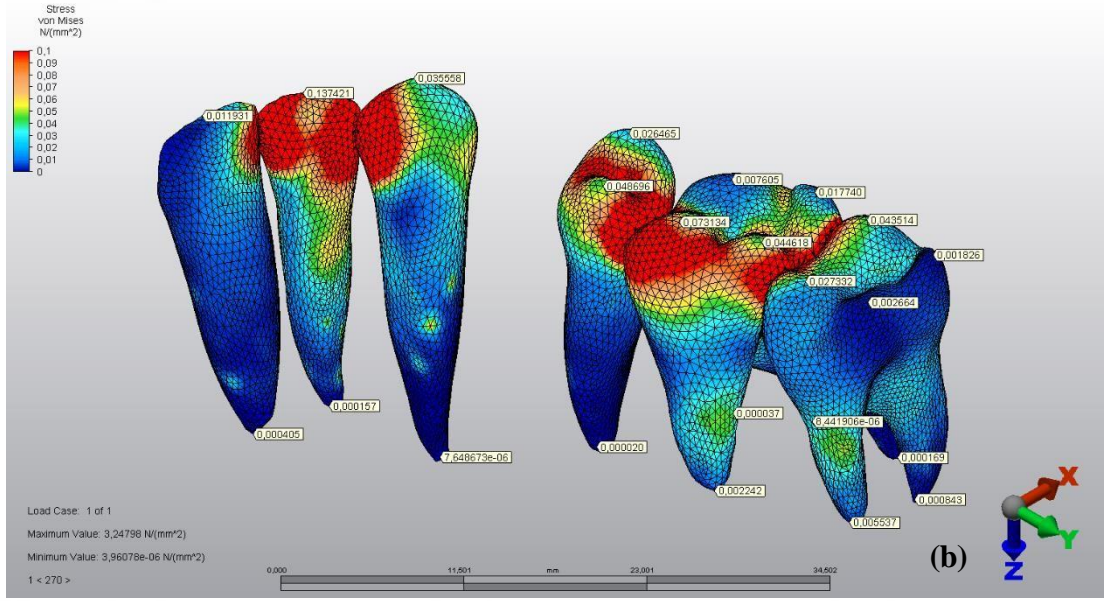 Stress
von Mises
N/(mm^2)
0,1
0,09
0,08
0,07
0,06
0,05
0,04
0,03
0,02
0,01
0
0,011931
0,137421
0,035558
0,026465
0,048696
0,007605
0,017740
0,073134
0,044618
0,043514
0,027332
0,001826
0,002664
0,000157
0,000405
7,648673e-06
0,000020
0,000037
8,441906e-06
0,002242
0,000169
0,000843
0,005537
Load Case: 1 of 1
Maximum Value: 3,24798 N/(mm^2)
Minimum Value: 3,96078e-06 N/(mm^2)
1 < 270 >
0,000 11,501 mm 23,001 34,502
(b)
X
Y
Z